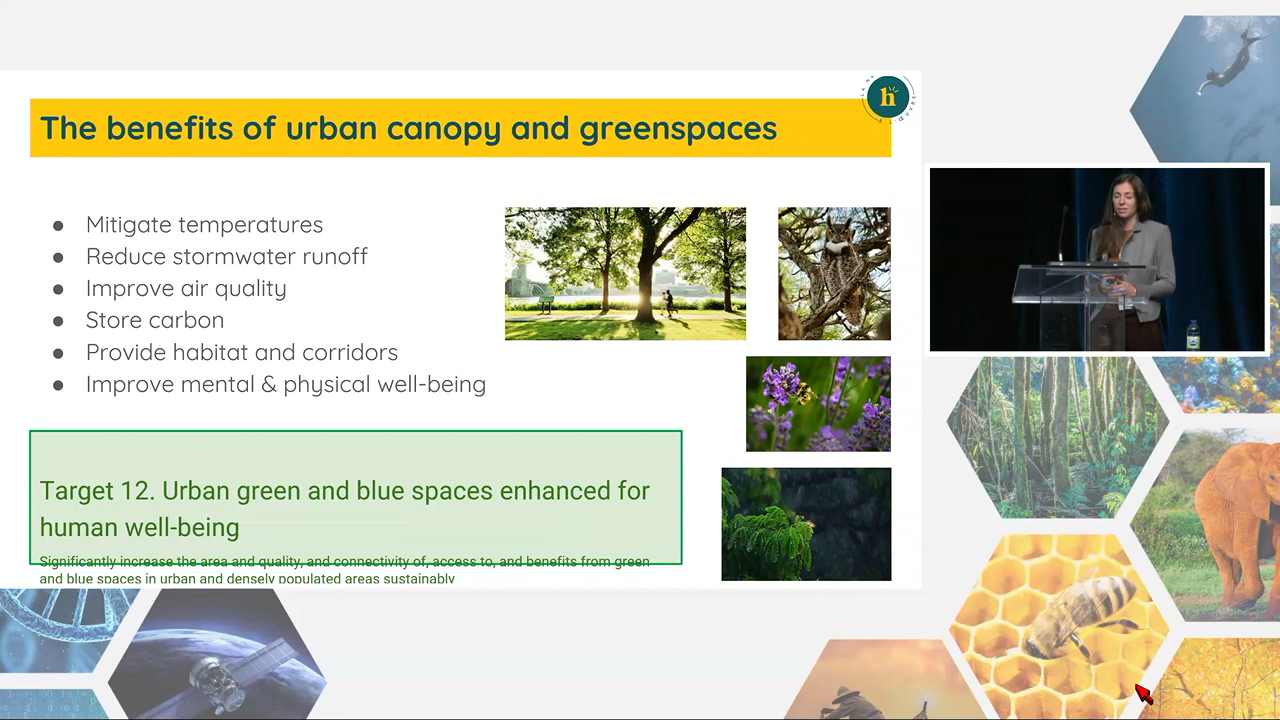 The benefits of urban canopy and greenspaces
h
● Mitigate temperatures
● Reduce stormwater runoff
● Improve air quality
● Store carbon
● Provide habitat and corridors
● Improve mental & physical well-being
Target 12. Urban green and blue spaces enhanced for
human well-being
Significantly increase the area and quality, and connectivity of, access to, and benefits from green
and blue spaces in urban and densely populated areas sustainably